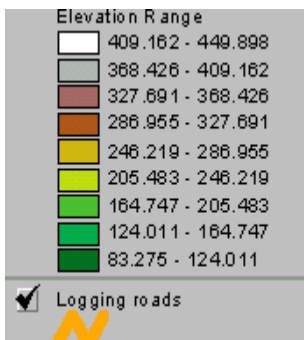 Elevation Range
409.162 - 449.898
368.426 - 409.162
327.691 - 368.426
286.955 - 327.691
246.219 - 286.955
205.483 - 246.219
164.747 - 205.483
124.011 - 164.747
83.275 - 124.011
Logging roads